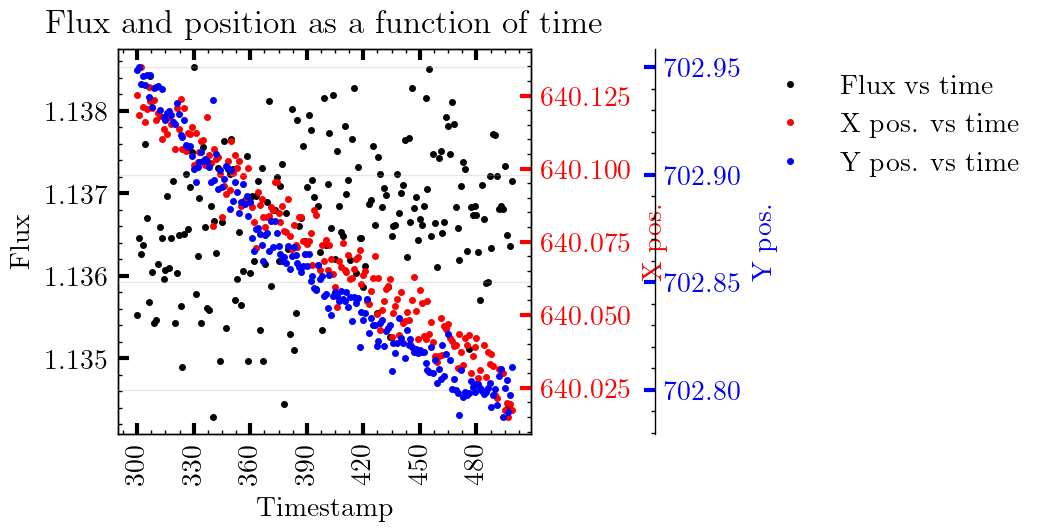 Flux and position as a function of time
Flux
1.138
1.137
1.136
1.135
300
330
360
390
420
450
480
Timestamp
640.125
640.100
640.075
640.050
640.025
X pos.
702.95
702.90
702.85
702.80
Y pos.
Flux vs time
X pos. vs time
Y pos. vs time